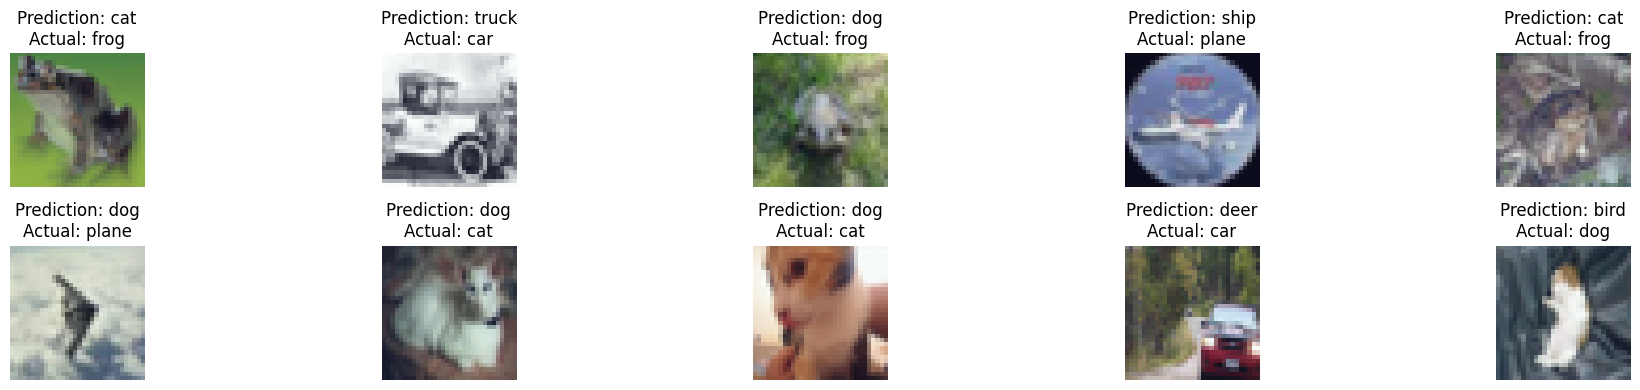 Prediction: cat
Actual: frog
Prediction: truck
Actual: car
Prediction: dog
Actual: frog
Prediction: ship
Actual: plane
Prediction: cat
Actual: frog
Prediction: dog
Actual: plane
Prediction: dog
Actual: cat
Prediction: dog
Actual: cat
Prediction: deer
Actual: car
Prediction: bird
Actual: dog